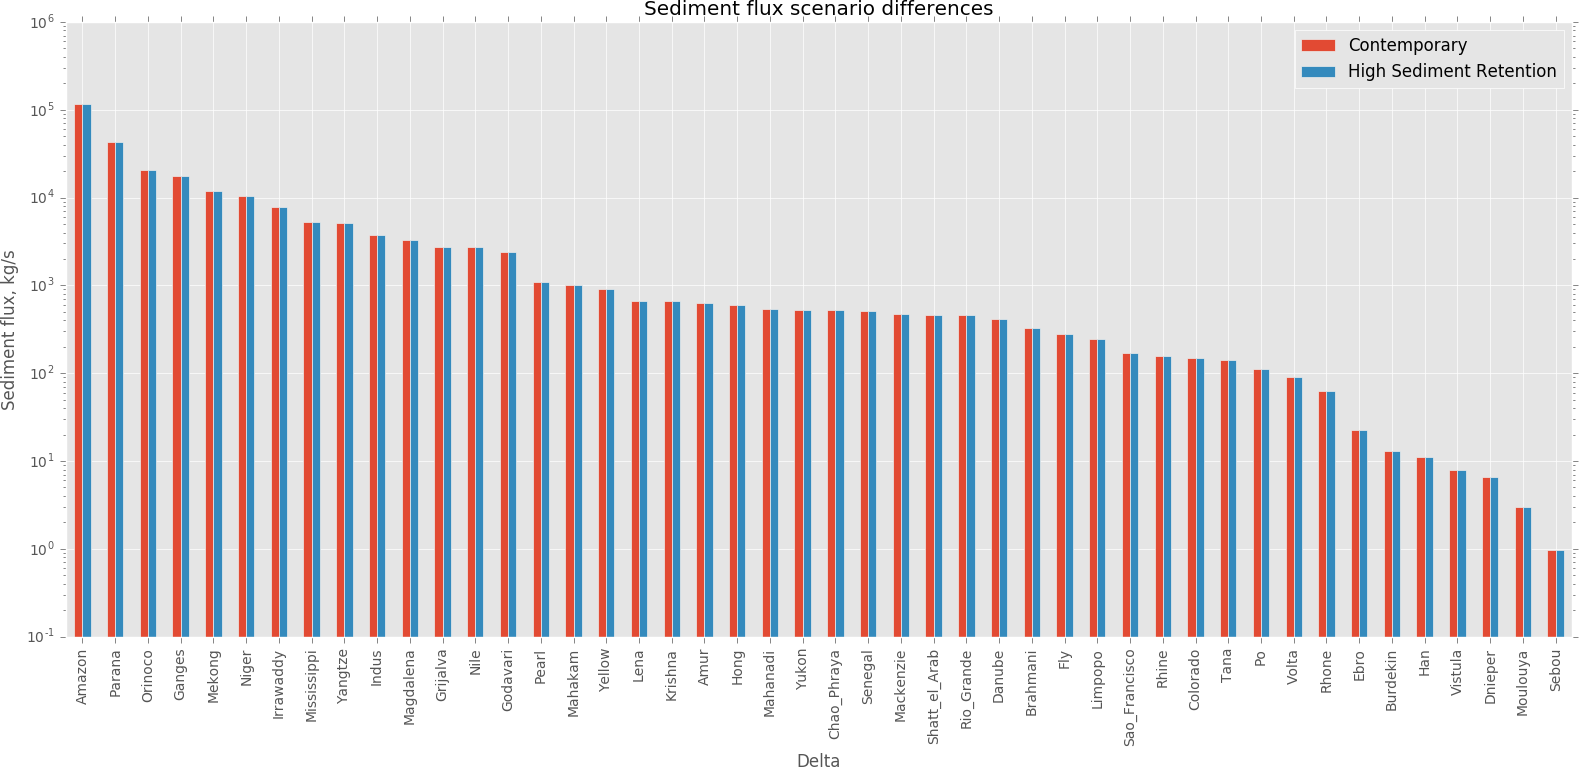 Sediment flux scenario differences
Contemporary
High Sediment Retention
Sediment flux, kg/s
10^6
10^5
10^4
10^3
10^2
10^1
10^0
10^-1
Amazon
Parana
Orinoco
Ganges
Mekong
Niger
Irrawaddy
Mississippi
Yangtze
Indus
Magdalena
Grijalva
Nile
Godavari
Pearl
Mahakam
Yellow
Lena
Krishna
Amur
Hong
Mahanadi
Yukon
Chao_Phraya
Senegal
Mackenzie
Shatt_el_Arab
Rio_Grande
Danube
Brahmani
Fly
Limpopo
Sao_Francisco
Rhine
Colorado
Tana
Po
Volta
Rhone
Ebro
Burdekin
Han
Vistula
Dnieper
Moulouya
Sebou
Delta